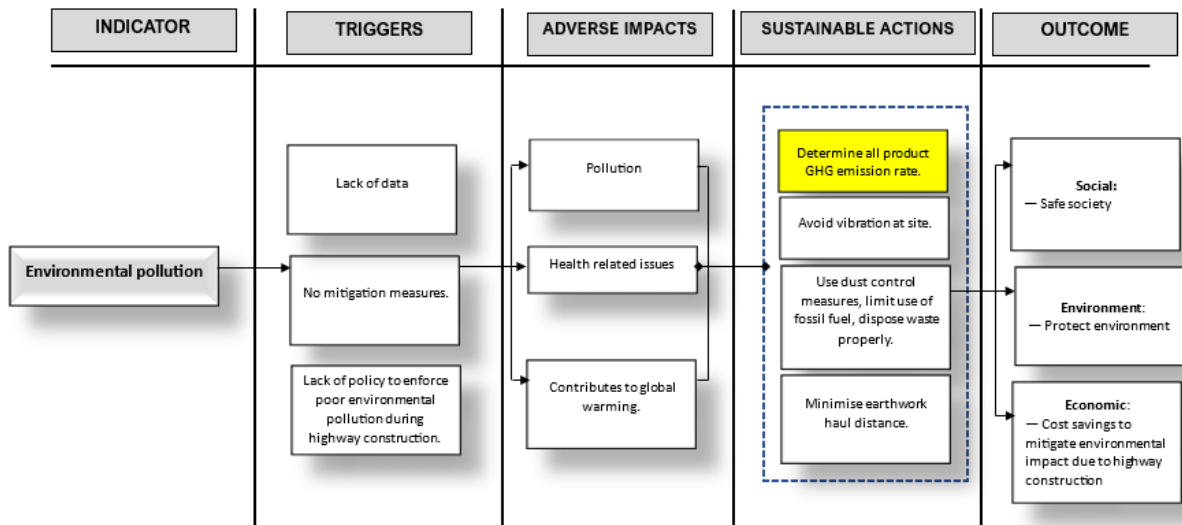 INDICATOR
TRIGGERS
ADVERSE IMPACTS
SUSTAINABLE ACTIONS
OUTCOME
Environmental pollution
Lack of data
No mitigation measures.
Lack of policy to enforce
poor environmental
pollution during
highway construction.
Pollution
Health related issues
Contributes to global
warming.
Determine all product
GHG emission rate.
Avoid vibration at site.
Use dust control
measures, limit use of
fossil fuel, dispose waste
properly.
Minimise earthwork
haul distance.
Social:
— Safe society
Environment:
— Protect environment
Economic:
— Cost savings to
mitigate environmental
impact due to highway
construction